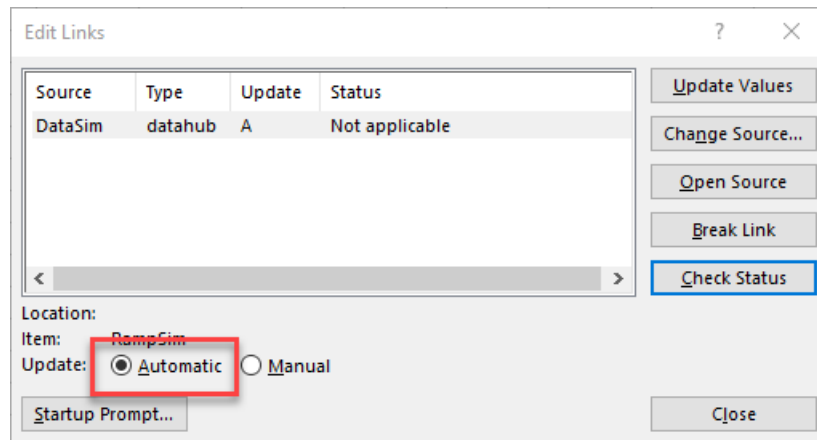 Edit Links
Source Type Update Status
DataSim datahub A Not applicable
Update Values
Change Source...
Open Source
Break Link
Check Status
Location:
Item: RampSim
Update: Automatic Manual
Startup Prompt... Close